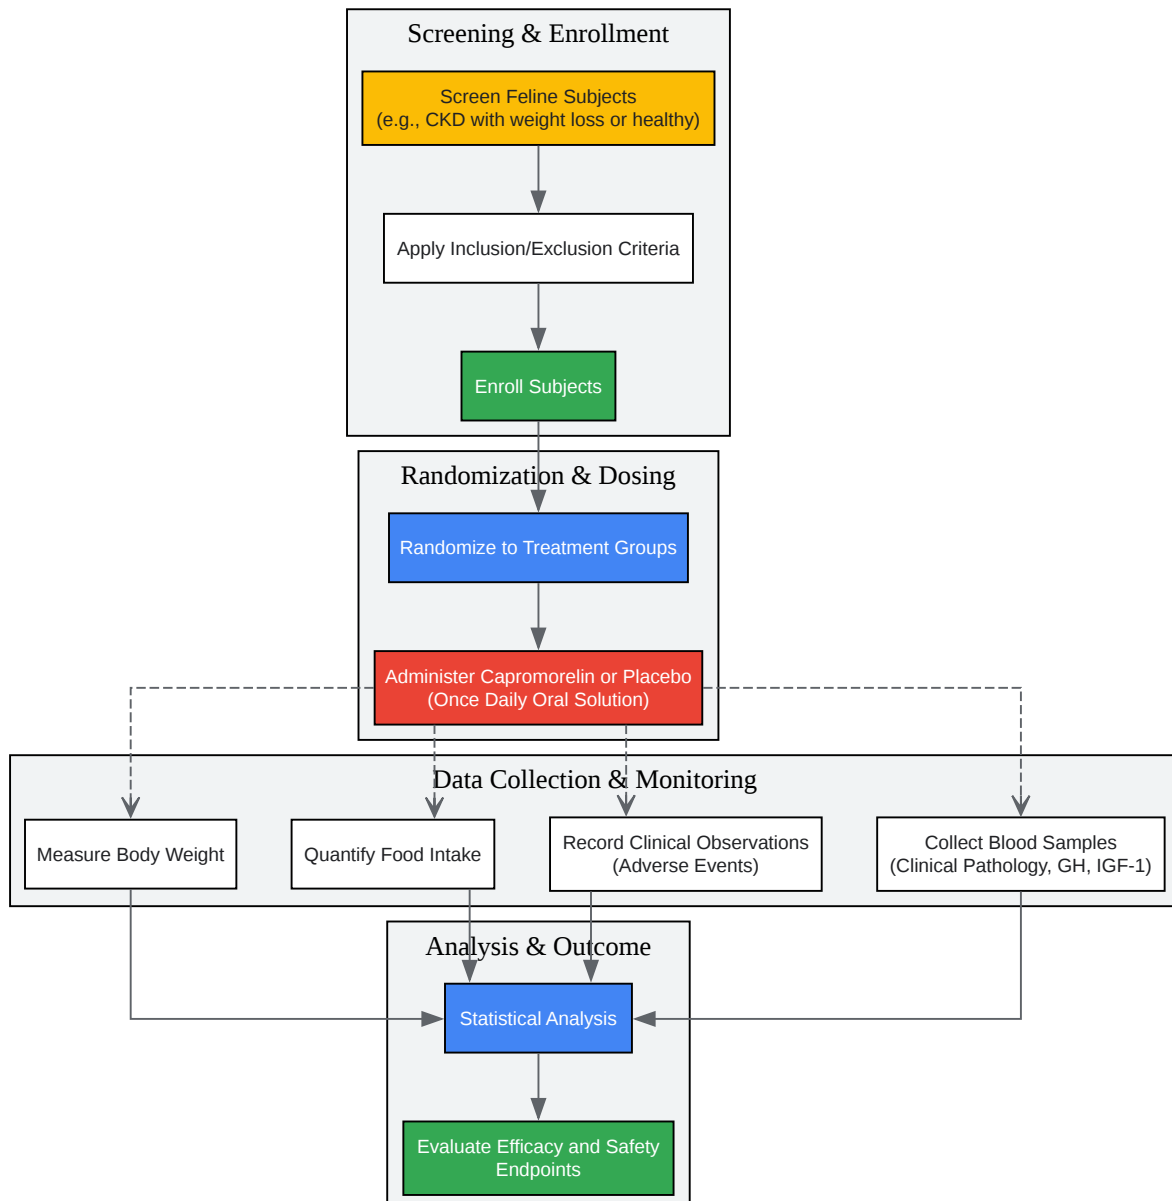 Screening & Enrollment
Screen Feline Subjects
(e.g., CKD with weight loss or healthy)
Apply Inclusion/Exclusion Criteria
Enroll Subjects
Randomization & Dosing
Randomize to Treatment Groups
Administer Capromorelin or Placebo
(Once Daily Oral Solution)
Data Collection & Monitoring
Measure Body Weight
Quantify Food Intake
Record Clinical Observations
(Adverse Events)
Collect Blood Samples
(Clinical Pathology, GH, IGF-1)
Analysis & Outcome
Statistical Analysis
Evaluate Efficacy and Safety
Endpoints